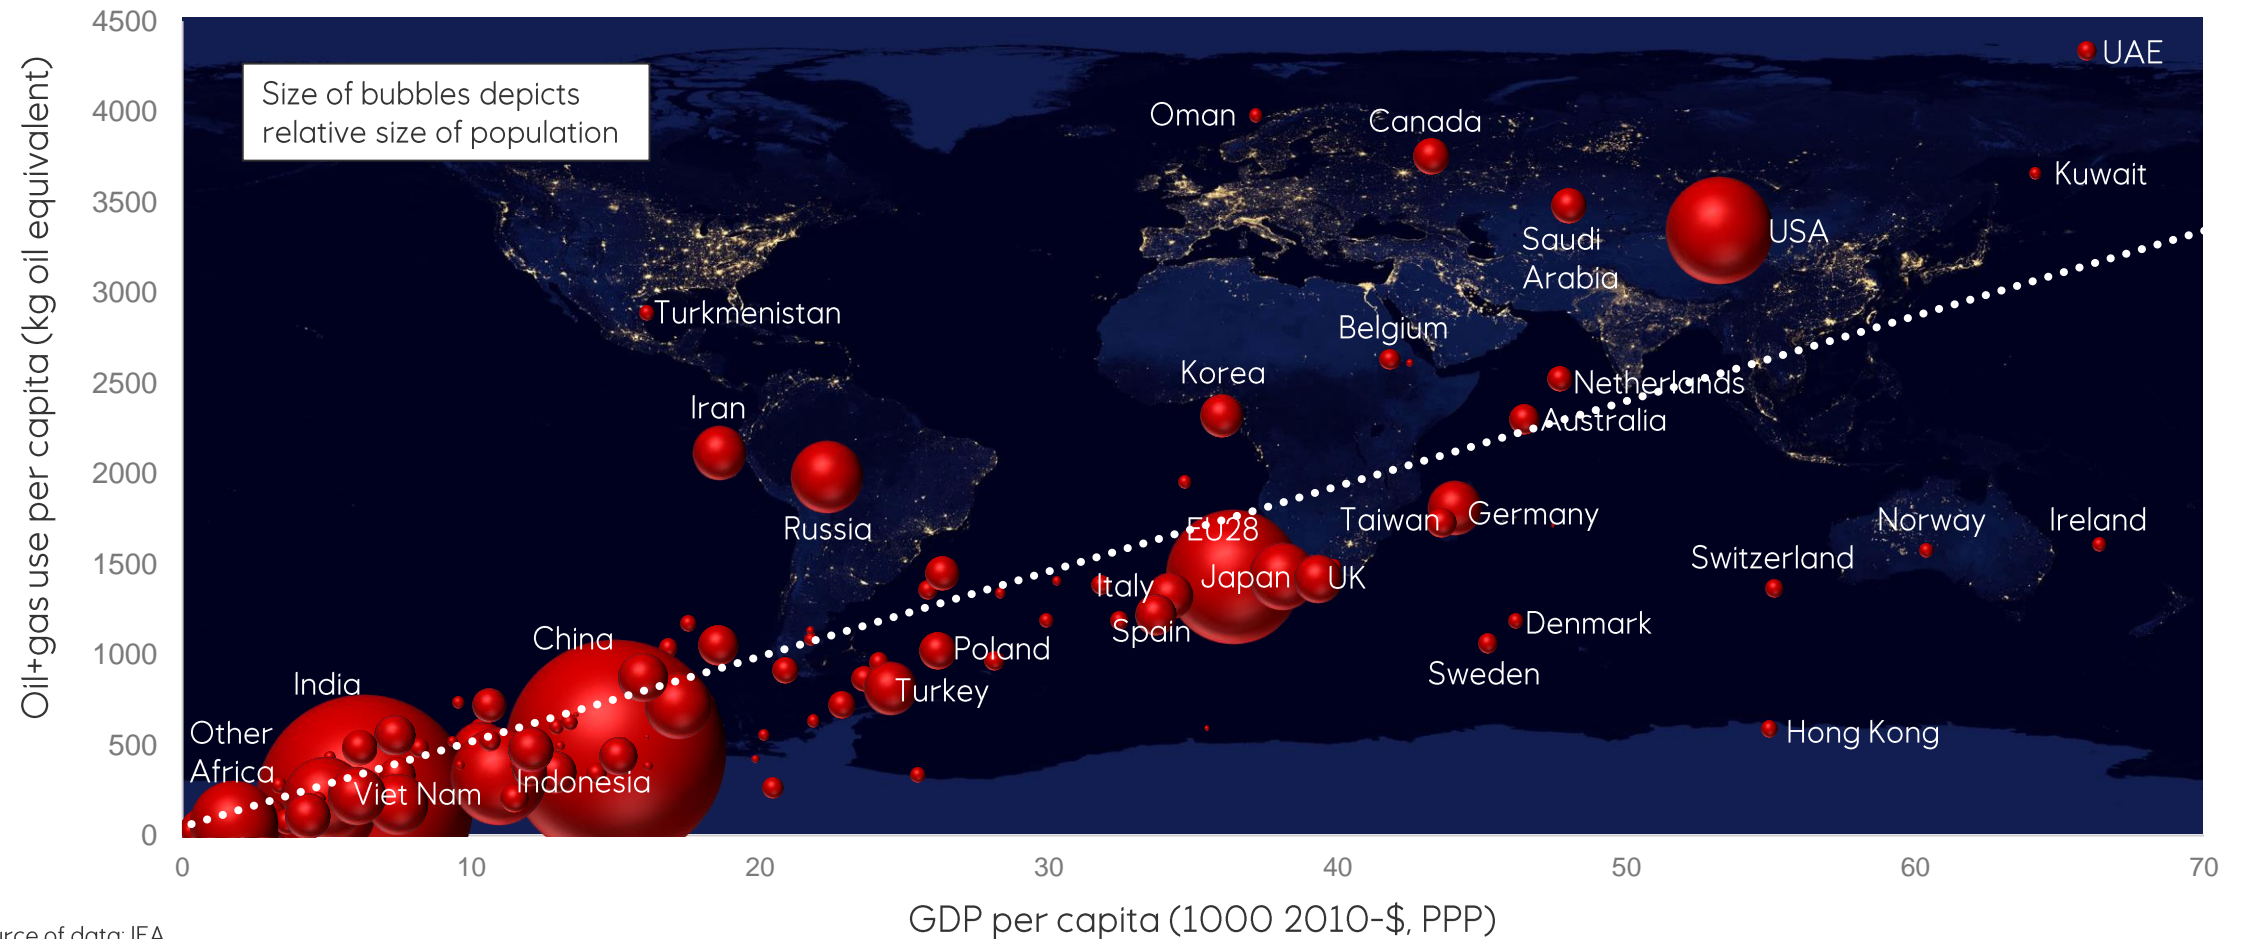 4500
4000
3500
3000
2500
2000
1500
1000
500
0
Oil+gas use per capita (kg oil equivalent)
Size of bubbles depicts
relative size of population
UAE
Oman
Canada
Kuwait
Saudi
Arabia
USA
Turkmenistan
Belgium
Korea
Netherlands
Iran
Australia
Russia
EU28
Taiwan
Germany
Norway
Ireland
Switzerland
Italy
Japan
UK
Spain
Denmark
China
Poland
Sweden
India
Turkey
Other
Africa
Hong Kong
Viet Nam
Indonesia
0 10 20 30 40 50 60 70
GDP per capita (1000 2010-$, PPP)
of data: IEA